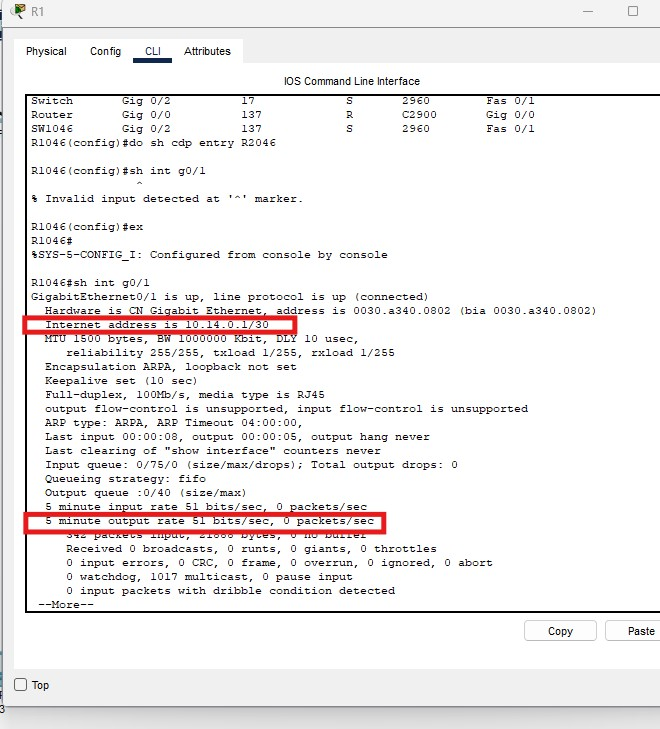 R1
Physical Config CLI Attributes
IOS Command Line Interface
Switch Gig 0/2 17 S 2960 Fas 0/1
Router Gig 0/0 137 R C2900 Gig 0/0
SW1046 Gig 0/2 137 S 2960 Fas 0/1
R1046(config)#do sh cdp entry R2046
R1046(config)#sh int g0/1
^
% Invalid input detected at '^' marker.
R1046(config)#ex
R1046#
%SYS-5-CONFIG_I: Configured from console by console
R1046#sh int g0/1
GigabitEthernet0/1 is up, line protocol is up (connected)
Hardware is CN Gigabit Ethernet, address is 0030.a340.0802 (bia 0030.a340.0802)
Internet address is 10.14.0.1/30
MTU 1500 bytes, BW 1000000 Kbit, DLY 10 usec,
reliability 255/255, txload 1/255, rxload 1/255
Encapsulation ARPA, loopback not set
Keepalive set (10 sec)
Full-duplex, 100Mb/s, media type is RJ45
output flow-control is unsupported, input flow-control is unsupported
ARP type: ARPA, ARP Timeout 04:00:00,
Last input 00:00:08, output 00:00:05, output hang never
Last clearing of "show interface" counters never
Input queue: 0/75/0 (size/max/drops); Total output drops: 0
Queueing strategy: fifo
Output queue :0/40 (size/max)
5 minute input rate 51 bits/sec, 0 packets/sec
5 minute output rate 51 bits/sec, 0 packets/sec
342 packets input, 21888 bytes, 0 no buffer
Received 0 broadcasts, 0 runts, 0 giants, 0 throttles
0 input errors, 0 CRC, 0 frame, 0 overrun, 0 ignored, 0 abort
0 watchdog, 1017 multicast, 0 pause input
0 input packets with dribble condition detected
--More--
Copy Paste
Top
3